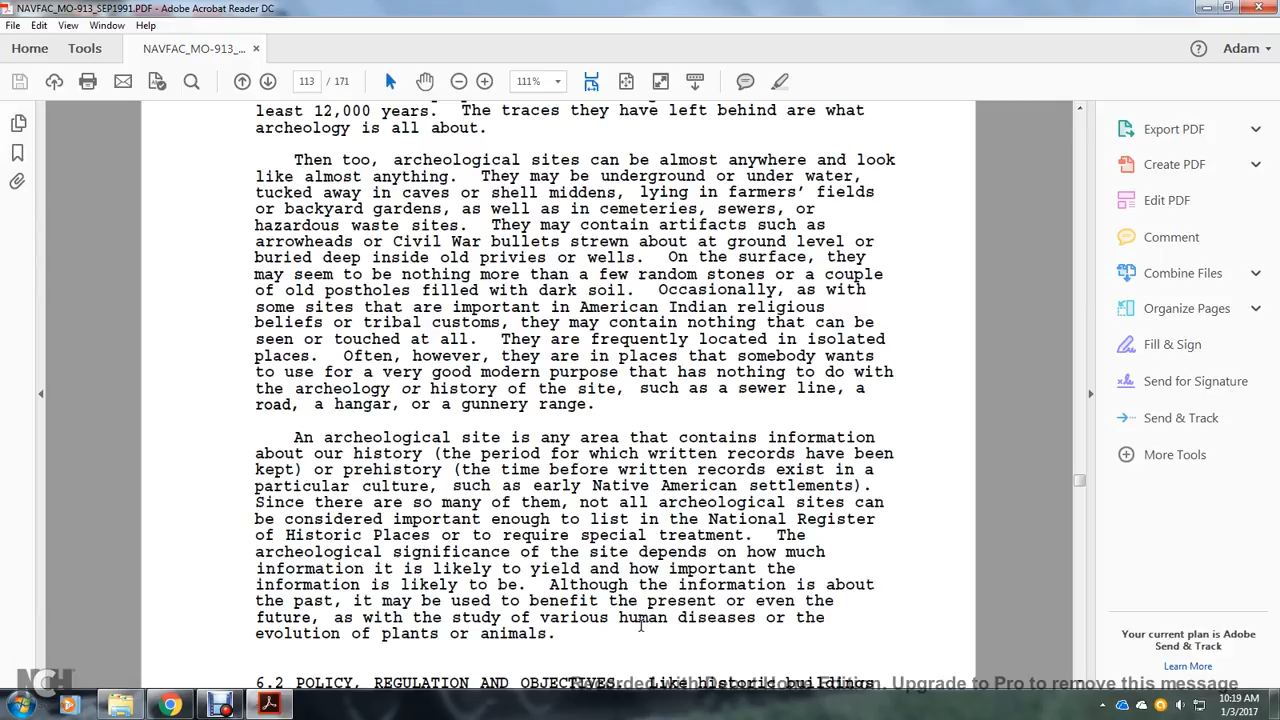 NAVFAC_MO-913_SEP1991.PDF - Adobe Acrobat Reader DC
File Edit View Window Help
Home Tools NAVFAC_MO-913_... × Adam
113 / 171 111%
least 12,000 years. The traces they have left behind are what
archeology is all about.
Then too, archeological sites can be almost anywhere and look
like almost anything. They may be underground or under water,
tucked away in caves or shell middens, lying in farmers' fields
or backyard gardens, as well as in cemeteries, sewers, or
hazardous waste sites. They may contain artifacts such as
arrowheads or Civil War bullets strewn about at ground level or
buried deep inside old privies or wells. On the surface, they
may seem to be nothing more than a few random stones or a couple
of old postholes filled with dark soil. Occasionally, as with
some sites that are important in American Indian religious
beliefs or tribal customs, they may contain nothing that can be
seen or touched at all. They are frequently located in isolated
places. Often, however, they are in places that somebody wants
to use for a very good modern purpose that has nothing to do with
the archeology or history of the site, such as a sewer line, a
road, a hangar, or a gunnery range.
An archeological site is any area that contains information
about our history (the period for which written records have been
kept) or prehistory (the time before written records exist in a
particular culture, such as early Native American settlements).
Since there are so many of them, not all archeological sites can
be considered important enough to list in the National Register
of Historic Places or to require special treatment. The
archeological significance of the site depends on how much
information it is likely to yield and how important the
information is likely to be. Although the information is about
the past, it may be used to benefit the present or even the
future, as with the study of various human diseases or the
evolution of plants or animals.
6.2 POLICY, REGULATION AND OBJECTIVES. Like historic buildings
Export PDF
Create PDF
Edit PDF
Comment
Combine Files
Organize Pages
Fill & Sign
Send for Signature
Send & Track
More Tools
Your current plan is Adobe
Send & Track
Learn More
NCH
Upgrade to Pro to remove this message
10:19 AM
1/3/2017